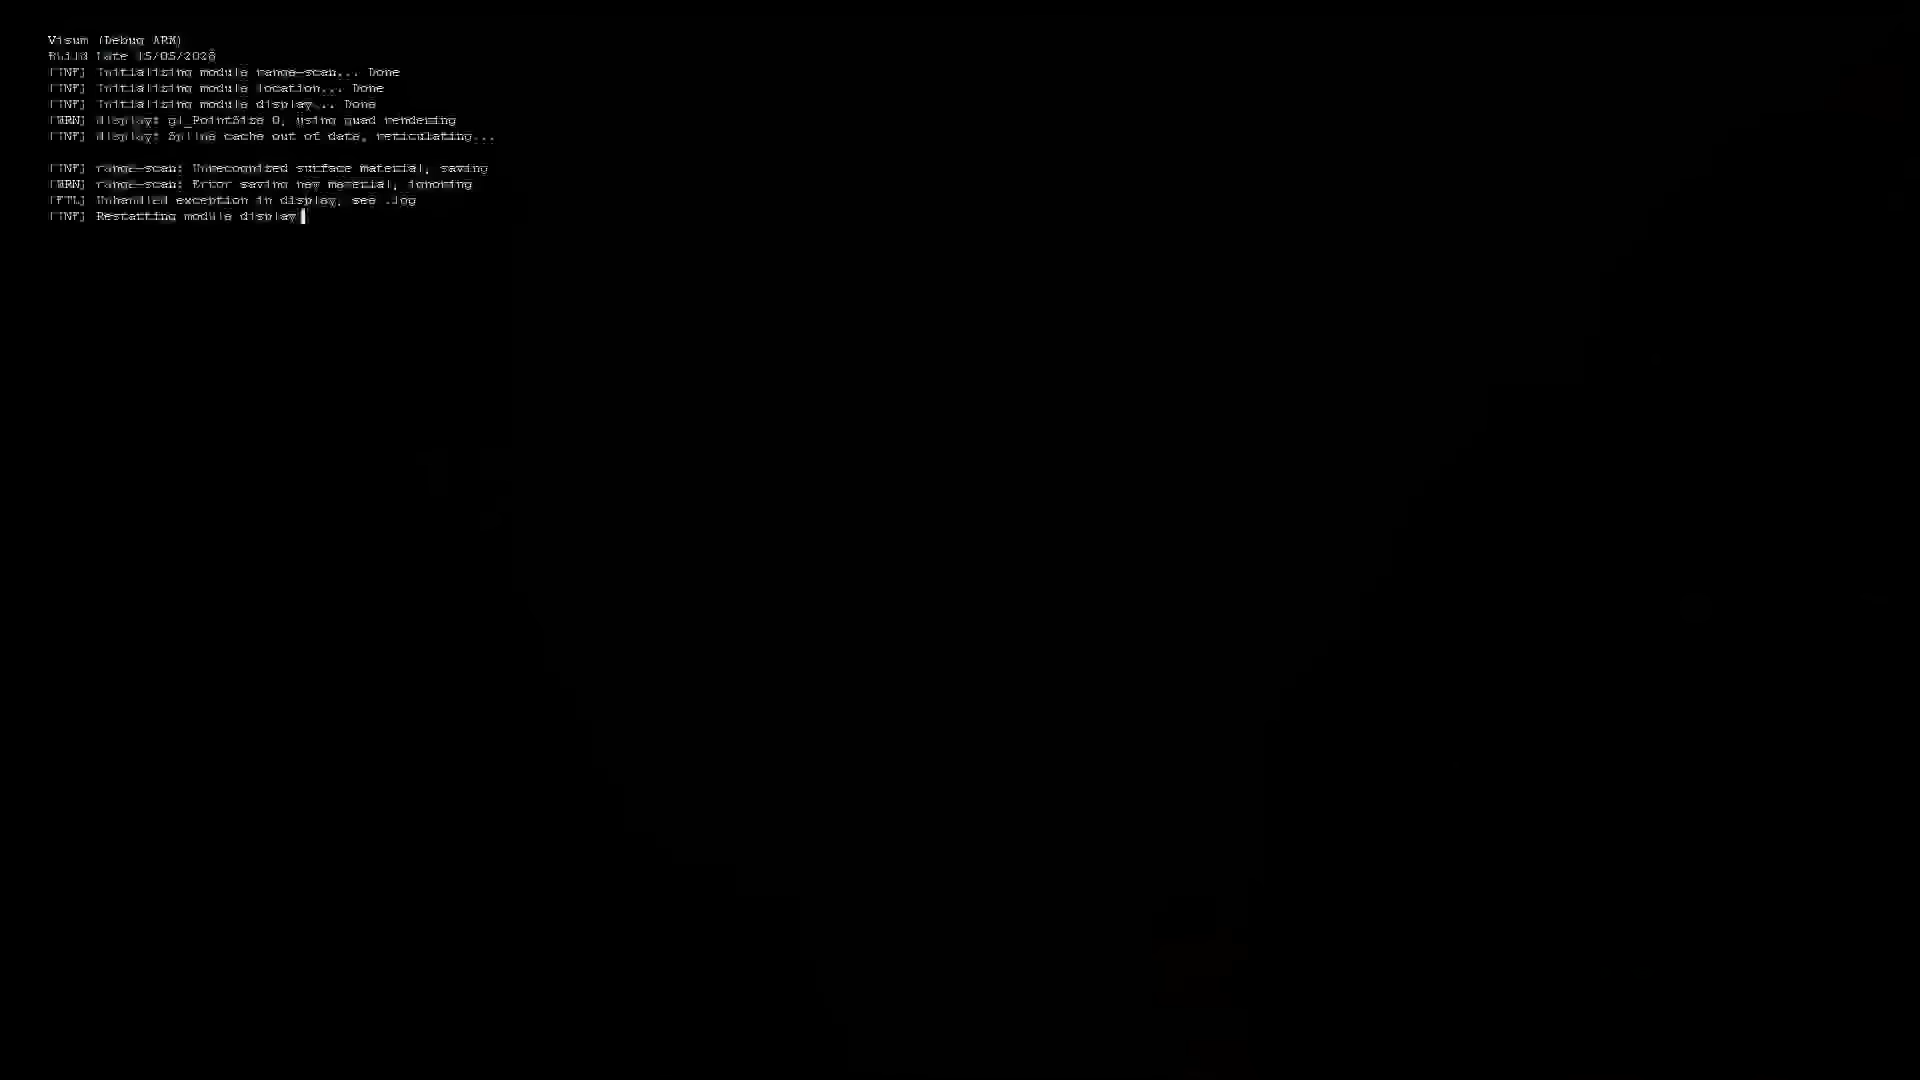 Visum (Debug ARM)
Build Date 15/05/2028
[INF] Initializing module range-scan... Done
[INF] Initializing module location... Done
[INF] Initializing module display... Done
[WRN] display: gl_PointSize 0, using quad rendering
[INF] display: Spline cache out of date, reticulating...
[INF] range-scan: Unrecognized surface material, saving
[WRN] range-scan: Error saving new material, ignoring
[FTL] Unhandled exception in display, see .log
[INF] Restarting module display